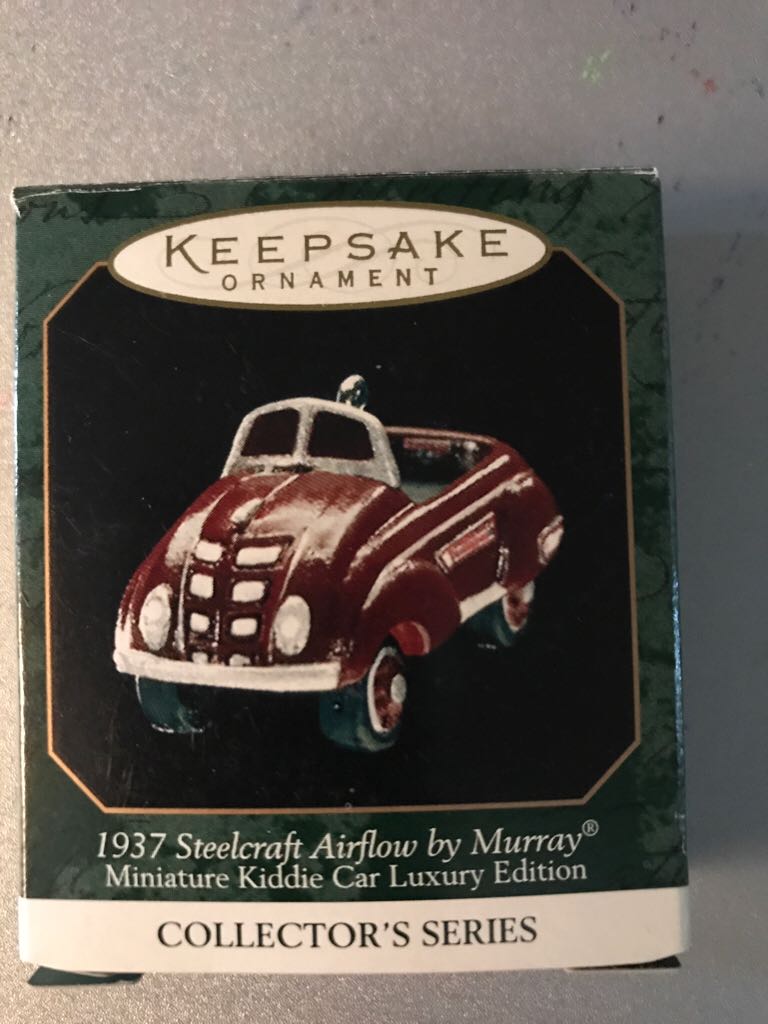 KEEPSAKE
ORNAMENT
1937 Steelcraft Airflow by Murray®
Miniature Kiddie Car Luxury Edition
COLLECTOR'S SERIES